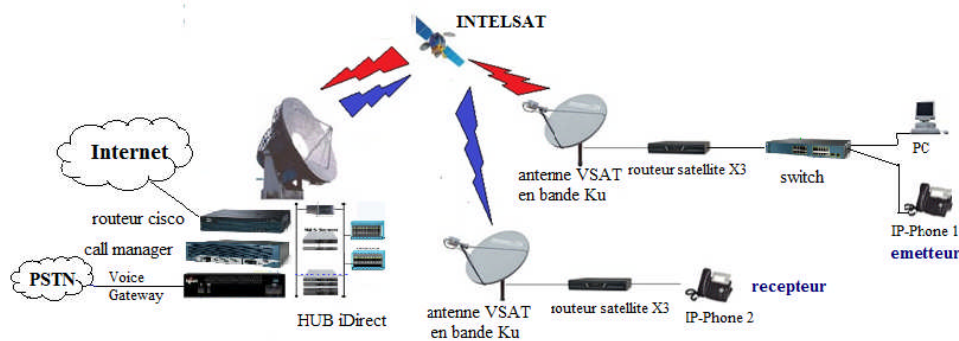 INTELSAT
Internet
routeur cisco
call manager
PSTN
Voice
Gateway
HUB iDirect
antenne VSAT
en bande Ku
routeur satellite X3
switch
PC
IP-Phone 1
emetteur
antenne VSAT
en bande Ku
routeur satellite X3
IP-Phone 2
recepteur